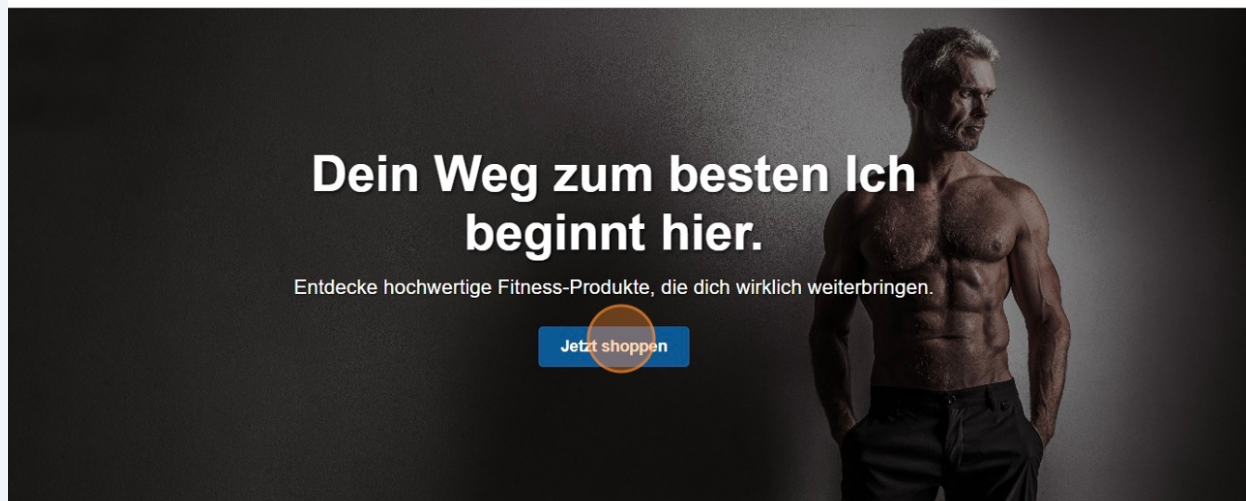 Dein Weg zum besten Ich
beginnt hier.
Entdecke hochwertige Fitness-Produkte, die dich wirklich weiterbringen.
Jetzt shoppen